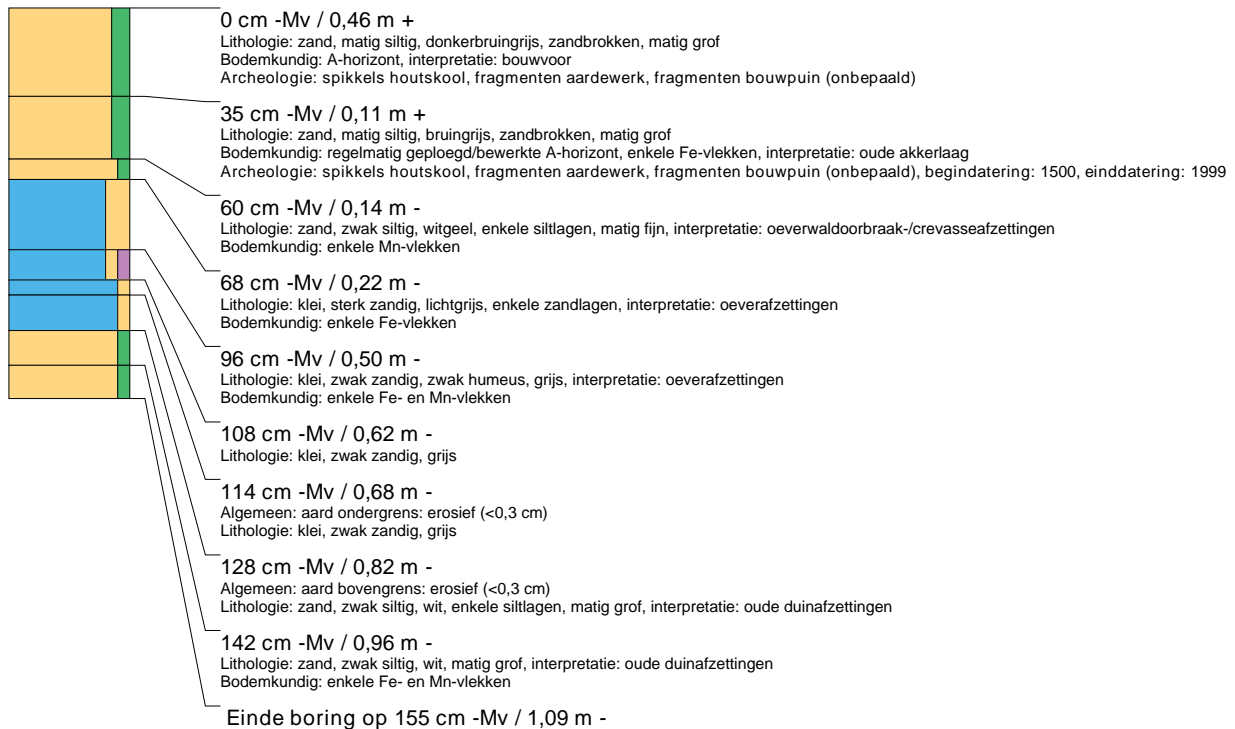 0 cm -Mv / 0,46 m +
Lithologie: zand, matig siltig, donkerbruingrijs, zandbrokken, matig grof
Bodemkundig: A-horizont, interpretatie: bouwvoor
Archeologie: spikkels houtskool, fragmenten aardewerk, fragmenten bouwpuin (onbepaald)
35 cm -Mv / 0,11 m +
Lithologie: zand, matig siltig, bruingrijs, zandbrokken, matig grof
Bodemkundig: regelmatig geploegd/bewerkte A-horizont, enkele Fe-vlekken, interpretatie: oude akkerlaag
Archeologie: spikkels houtskool, fragmenten aardewerk, fragmenten bouwpuin (onbepaald), begindatering: 1500, einddatering: 1999
60 cm -Mv / 0,14 m -
Lithologie: zand, zwak siltig, witgeel, enkele siltlagen, matig fijn, interpretatie: oeverwaldoorbraak-/crevasseafzettingen
Bodemkundig: enkele Mn-vlekken
68 cm -Mv / 0,22 m -
Lithologie: klei, sterk zandig, lichtgrijs, enkele zandlagen, interpretatie: oeverafzettingen
Bodemkundig: enkele Fe-vlekken
96 cm -Mv / 0,50 m -
Lithologie: klei, zwak zandig, zwak humeus, grijs, interpretatie: oeverafzettingen
Bodemkundig: enkele Fe- en Mn-vlekken
108 cm -Mv / 0,62 m -
Lithologie: klei, zwak zandig, grijs
114 cm -Mv / 0,68 m -
Algemeen: aard ondergrens: erosief (<0,3 cm)
Lithologie: klei, zwak zandig, grijs
128 cm -Mv / 0,82 m -
Algemeen: aard bovengrens: erosief (<0,3 cm)
Lithologie: zand, zwak siltig, wit, enkele siltlagen, matig grof, interpretatie: oude duinafzettingen
142 cm -Mv / 0,96 m -
Lithologie: zand, zwak siltig, wit, matig grof, interpretatie: oude duinafzettingen
Bodemkundig: enkele Fe- en Mn-vlekken
Einde boring op 155 cm -Mv / 1,09 m -